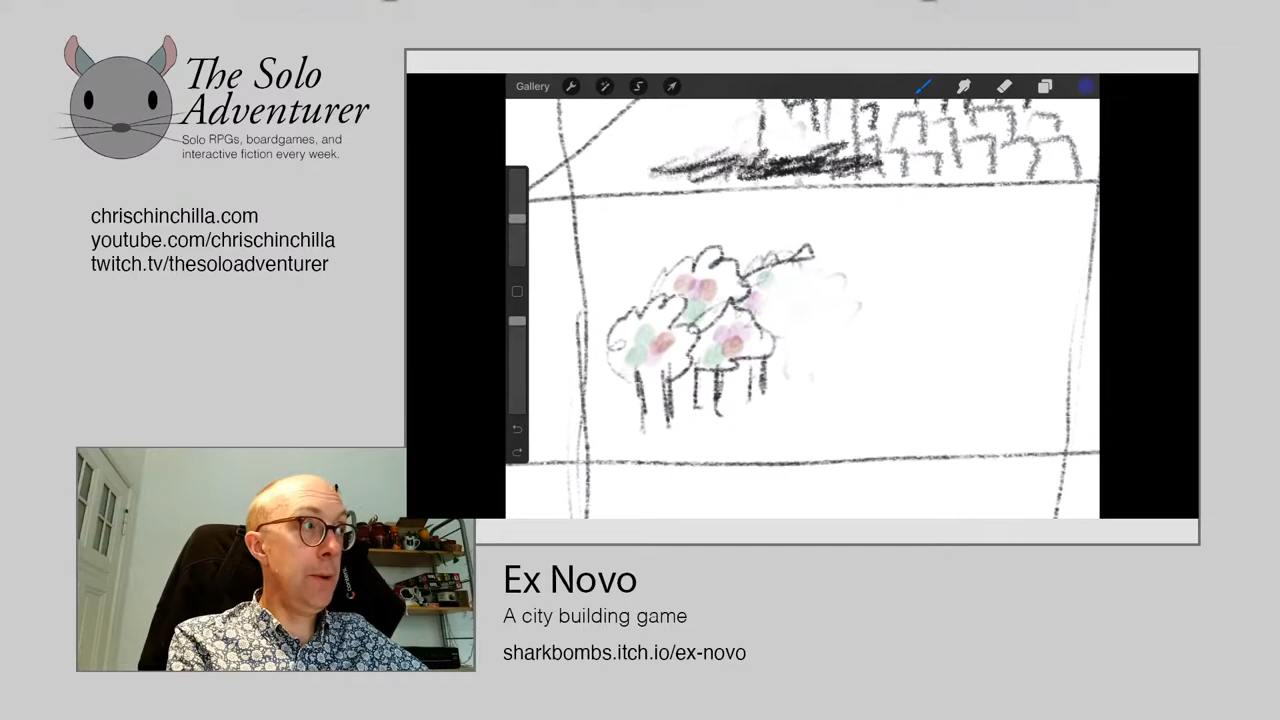 The Solo
Adventurer
Solo RPGs, boardgames, and
interactive fiction every week.
chrischinchilla.com
youtube.com/chrischinchilla
twitch.tv/thesoloadventurer
Gallery
Ex Novo
A city building game
sharkbombs.itch.io/ex-novo